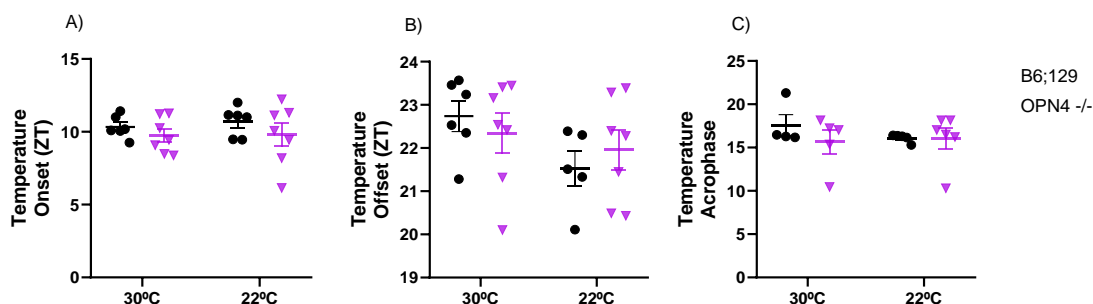 A)
Temperature
Onset (ZT)
15
10
5
0
30ºC
22ºC
B)
Temperature
Offset (ZT)
24
23
22
21
20
19
30ºC
22ºC
C)
Temperature
Acrophase
25
20
15
10
5
0
30ºC
22ºC
B6;129
OPN4 -/-